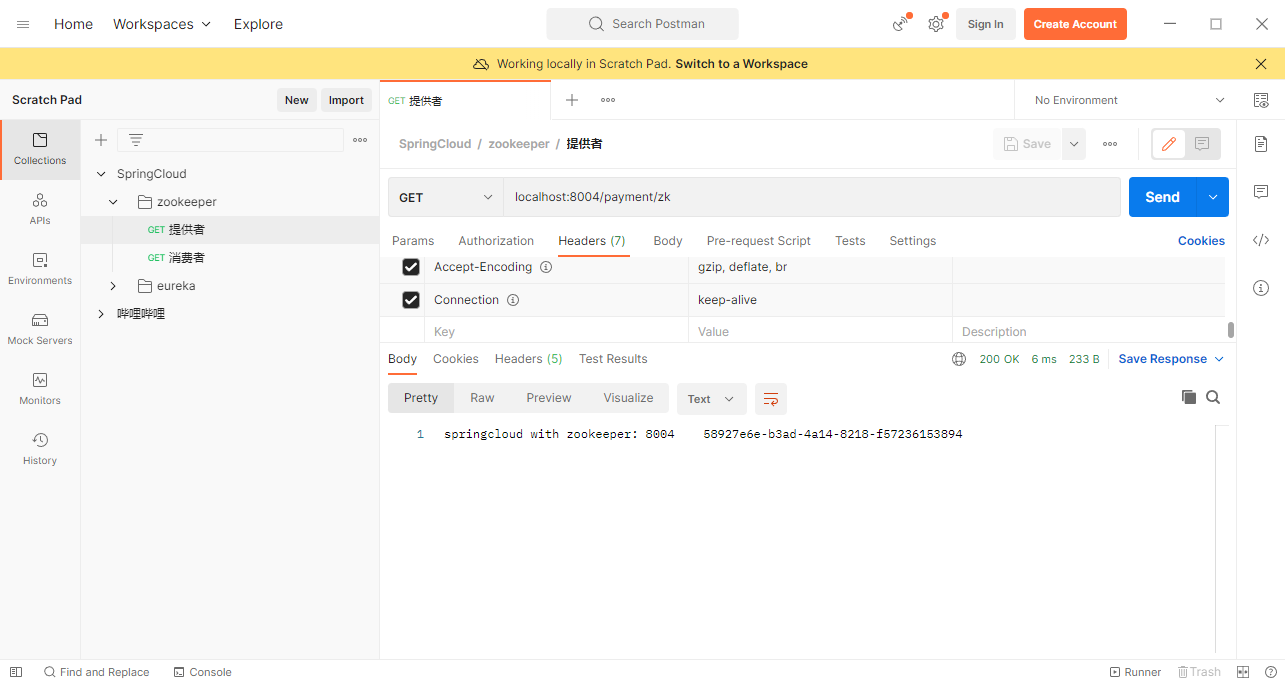 Home Workspaces Explore Search Postman Sign In Create Account
Working locally in Scratch Pad. Switch to a Workspace
Scratch Pad New Import GET 提供者 No Environment
Collections
SpringCloud / zookeeper / 提供者 Save
SpringCloud
zookeeper
GET 提供者
GET 消费者
eureka
哔哩哔哩
APIs
Environments
Mock Servers
Monitors
History
GET localhost:8004/payment/zk Send
Params Authorization Headers (7) Body Pre-request Script Tests Settings Cookies
Accept-Encoding gzip, deflate, br
Connection keep-alive
Key Value Description
Body Cookies Headers (5) Test Results 200 OK 6 ms 233 B Save Response
Pretty Raw Preview Visualize Text
1 springcloud with zookeeper: 8004 58927e6e-b3ad-4a14-8218-f57236153894
Find and Replace Console Runner Trash